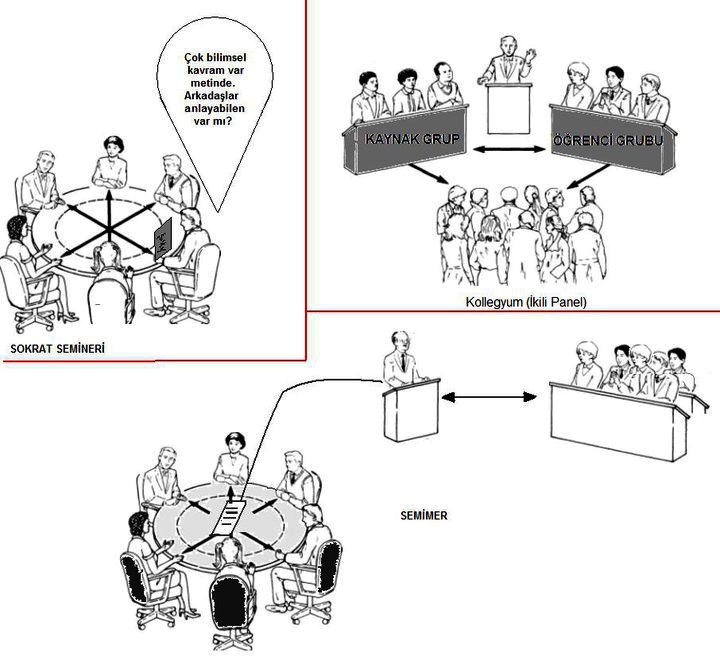 Çok bilimsel
kavram var
metinde.
Arkadaşlar
anlayabilen
var mı?
SOKRAT SEMİNERİ
KAYNAK GRUP
ÖĞRENCİ GRUBU
Kollegyum (İkili Panel)
SEMİMER